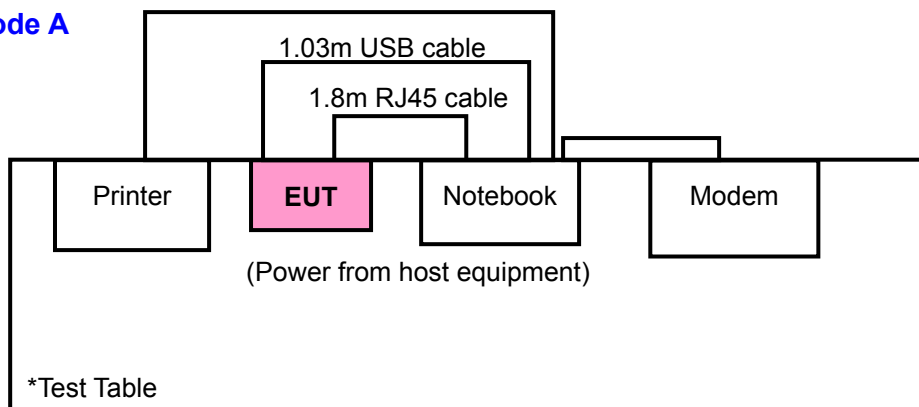 ode A
1.03m USB cable
1.8m RJ45 cable
Printer
EUT
Notebook
Modem
(Power from host equipment)
*Test Table